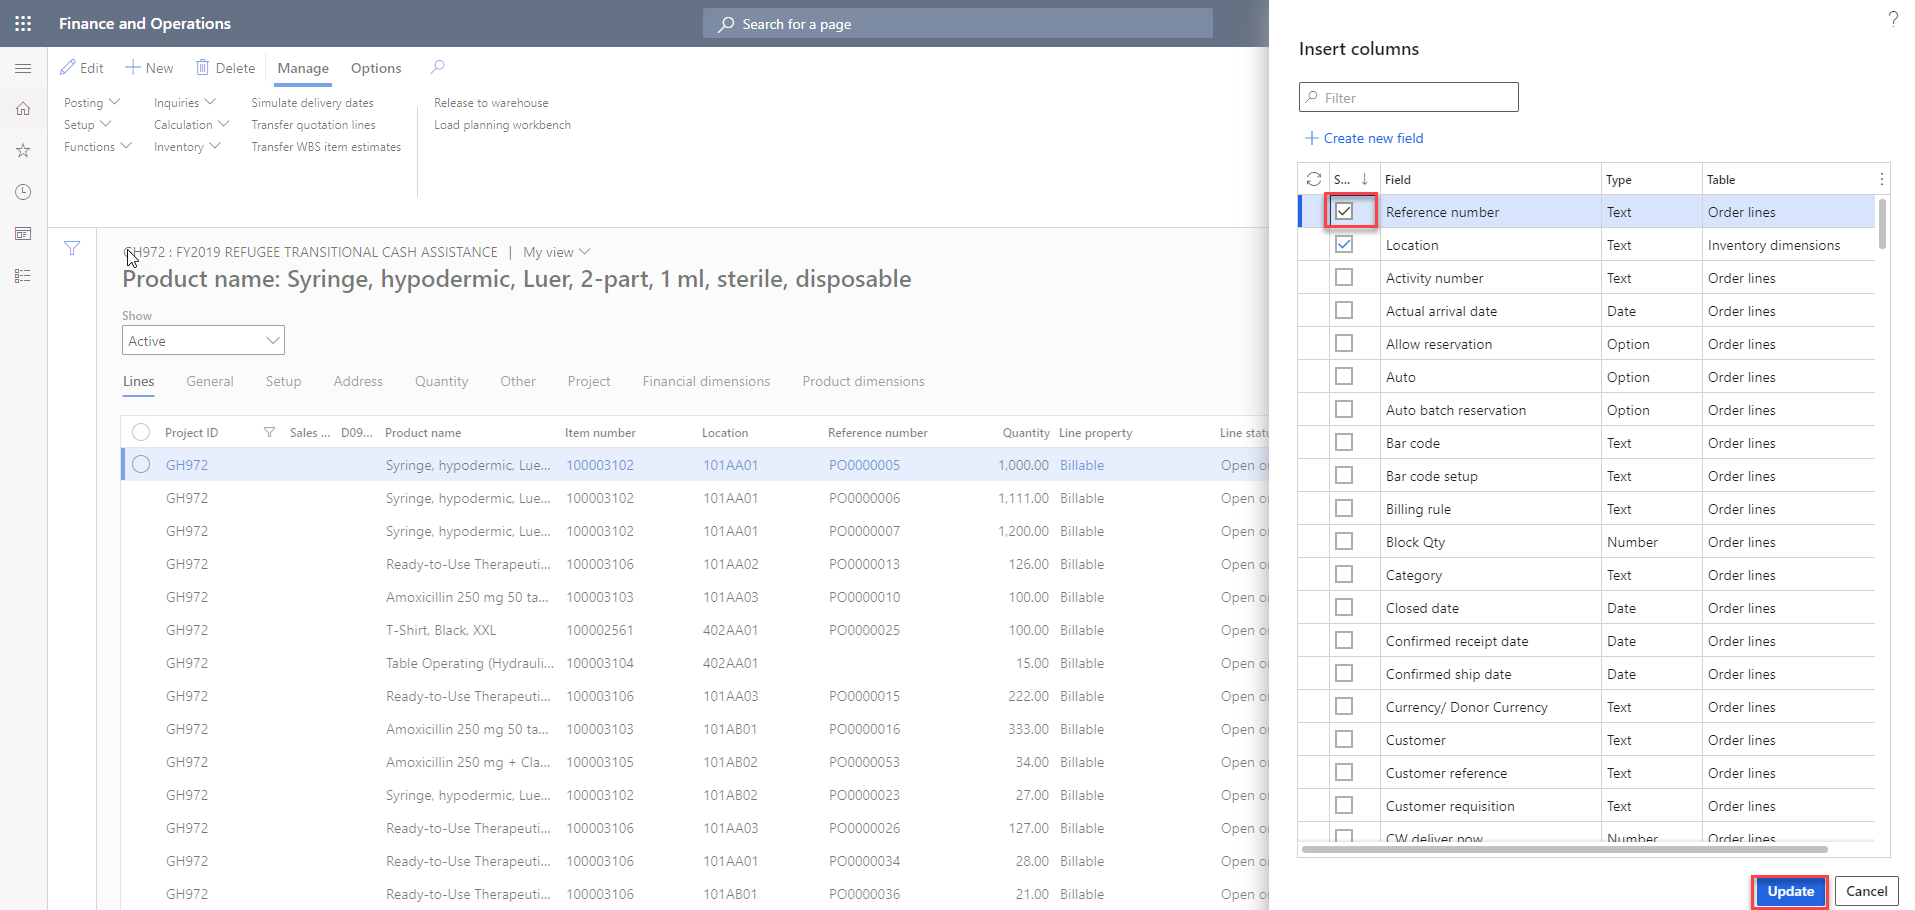 Finance and Operations
Search for a page
?
Edit
New
Delete
Manage
Options
Posting
Inquiries
Simulate delivery dates
Release to warehouse
Setup
Calculation
Transfer quotation lines
Load planning workbench
Functions
Inventory
Transfer WBS item estimates
GH972 : FY2019 REFUGEE TRANSITIONAL CASH ASSISTANCE | My view
Product name: Syringe, hypodermic, Luer, 2-part, 1 ml, sterile, disposable
Show
Active
Lines General Setup Address Quantity Other Project Financial dimensions Product dimensions
Project ID Sales ... D09... Product name Item number Location Reference number Quantity Line property Line statu
GH972 Syringe, hypodermic, Lue... 100003102 101AA01 PO0000005 1,000.00 Billable Open o
GH972 Syringe, hypodermic, Lue... 100003102 101AA01 PO0000006 1,111.00 Billable Open o
GH972 Syringe, hypodermic, Lue... 100003102 101AA01 PO0000007 1,200.00 Billable Open o
GH972 Ready-to-Use Therapeuti... 100003106 101AA02 PO0000013 126.00 Billable Open o
GH972 Amoxicillin 250 mg 50 ta... 100003103 101AA03 PO0000010 100.00 Billable Open o
GH972 T-Shirt, Black, XXL 100002561 402AA01 PO0000025 100.00 Billable Open o
GH972 Table Operating (Hydrauli... 100003104 402AA01 15.00 Billable Open o
GH972 Ready-to-Use Therapeuti... 100003106 101AA03 PO0000015 222.00 Billable Open o
GH972 Amoxicillin 250 mg 50 ta... 100003103 101AB01 PO0000016 333.00 Billable Open o
GH972 Amoxicillin 250 mg + Cla... 100003105 101AB02 PO0000053 34.00 Billable Open o
GH972 Syringe, hypodermic, Lue... 100003102 101AB02 PO0000023 27.00 Billable Open o
GH972 Ready-to-Use Therapeuti... 100003106 101AA03 PO0000026 127.00 Billable Open o
GH972 Ready-to-Use Therapeuti... 100003106 101AA01 PO0000034 28.00 Billable Open o
GH972 Ready-to-Use Therapeuti... 100003106 101AB01 PO0000036 21.00 Billable Open o
Insert columns
Filter
Create new field
S... Field Type Table
Reference number Text Order lines
Location Text Inventory dimensions
Activity number Text Order lines
Actual arrival date Date Order lines
Allow reservation Option Order lines
Auto Option Order lines
Auto batch reservation Option Order lines
Bar code Text Order lines
Bar code setup Text Order lines
Billing rule Text Order lines
Block Qty Number Order lines
Category Text Order lines
Closed date Date Order lines
Confirmed receipt date Date Order lines
Confirmed ship date Date Order lines
Currency/ Donor Currency Text Order lines
Customer Text Order lines
Customer reference Text Order lines
Customer requisition Text Order lines
CW deliver now Number Order lines
Update
Cancel